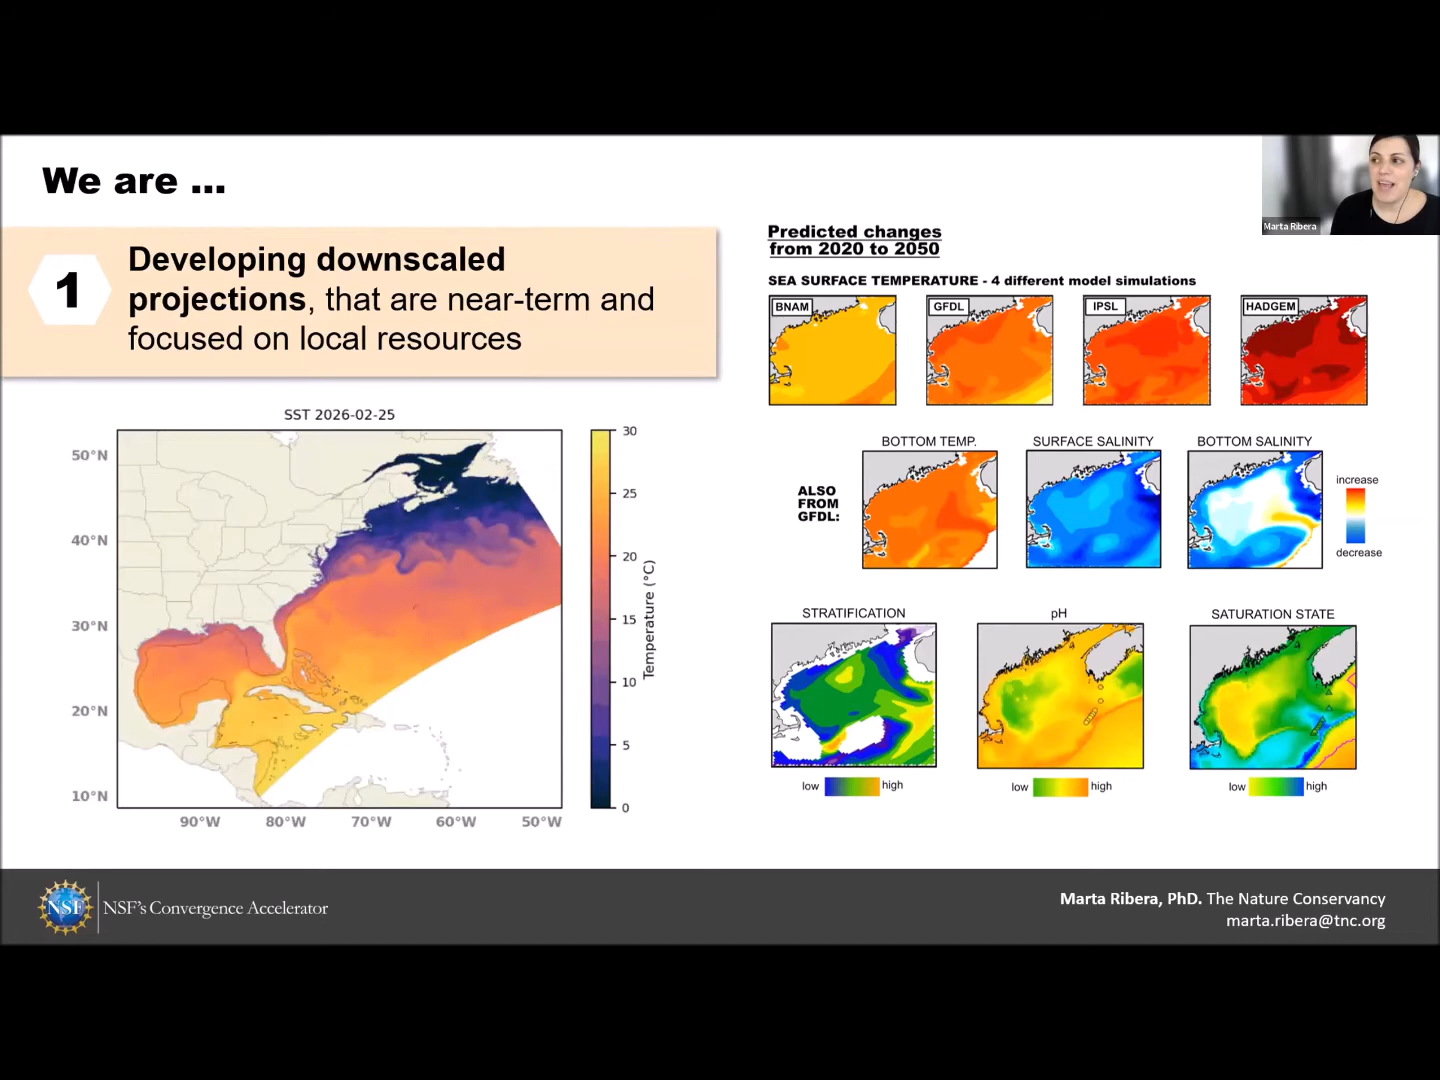 We are ...
1
Developing downscaled
projections, that are near-term and
focused on local resources
SST 2026-02-25
50°N
40°N
30°N
20°N
10°N
90°W 80°W 70°W 60°W 50°W
30
25
20
15
10
5
0
Temperature (°C)
Predicted changes
from 2020 to 2050
SEA SURFACE TEMPERATURE - 4 different model simulations
BNAM GFDL IPSL HADGEM
BOTTOM TEMP. SURFACE SALINITY BOTTOM SALINITY
ALSO
FROM
GFDL:
increase
decrease
STRATIFICATION pH SATURATION STATE
low high low high low high
Marta Ribera
NSF NSF's Convergence Accelerator
Marta Ribera, PhD. The Nature Conservancy
marta.ribera@tnc.org